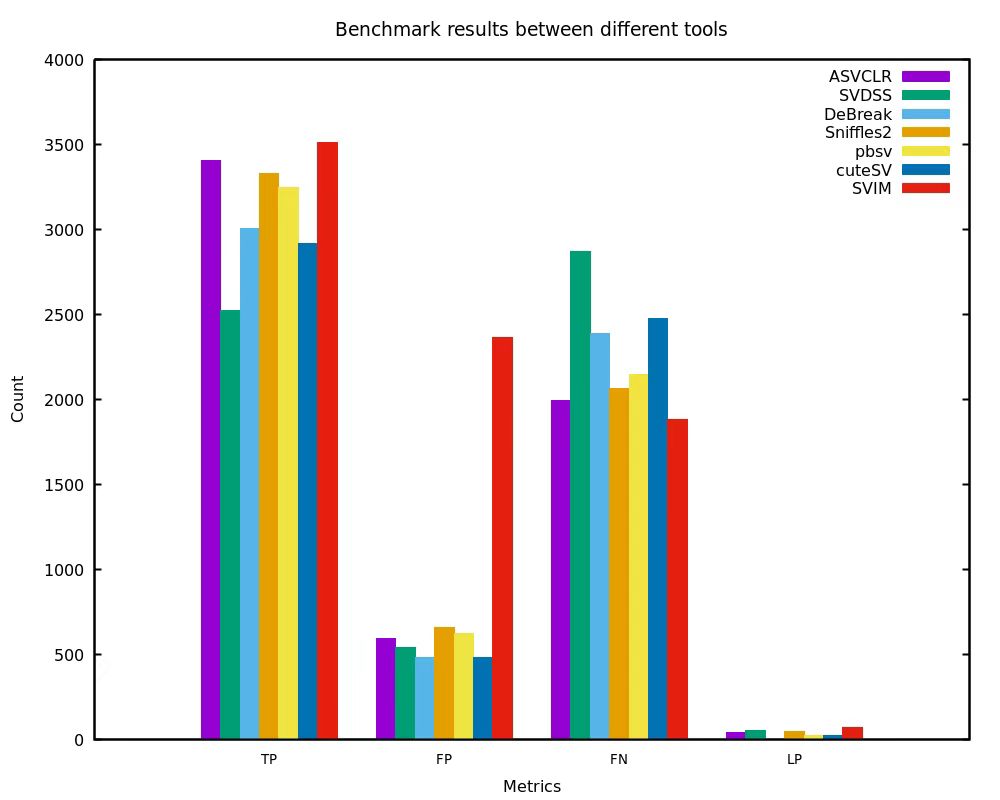 Benchmark results between different tools
4000
3500
3000
2500
2000
1500
1000
500
0
Count
ASVCLR
SVDSS
DeBreak
Sniffles2
pbsv
cuteSV
SVIM
TP
FP
FN
LP
Metrics